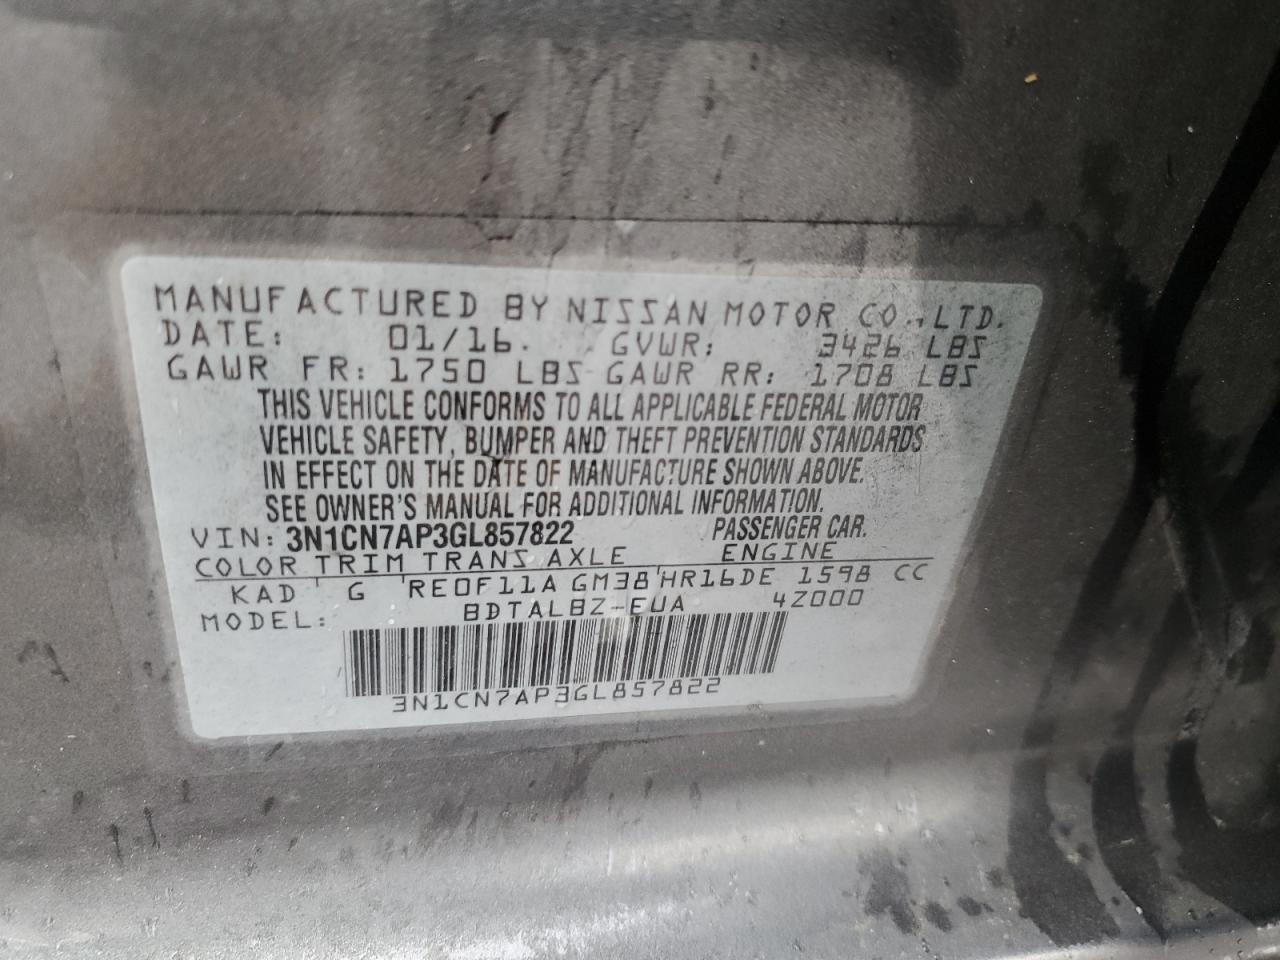 MANUFACTURED BY NISSAN MOTOR CO., LTD.
DATE: 01/16. GVWR: 3426 LBS
GAWR FR: 1750 LBS GAWR RR: 1708 LBS
THIS VEHICLE CONFORMS TO ALL APPLICABLE FEDERAL MOTOR
VEHICLE SAFETY, BUMPER AND THEFT PREVENTION STANDARDS
IN EFFECT ON THE DATE OF MANUFACTURE SHOWN ABOVE.
SEE OWNER'S MANUAL FOR ADDITIONAL INFORMATION.
VIN: 3N1CN7AP3GL857822 PASSENGER CAR.
COLOR TRIM TRANS AXLE ENGINE
KAD G RE0F11A GM38 HR16DE 1598 CC
MODEL: BDTALBZ-EUA 4Z000
3N1CN7AP3GL857822